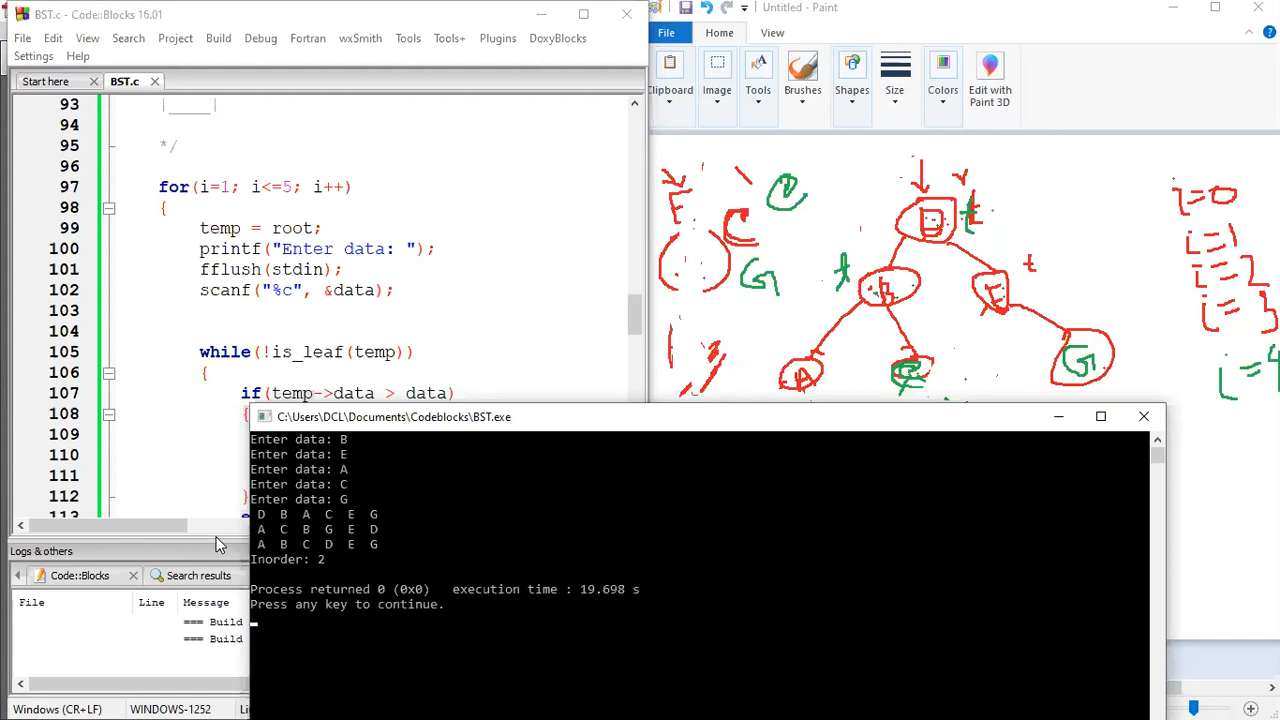 BST.c - Code::Blocks 16.01
File Edit View Search Project Build Debug Fortran wxSmith Tools Tools+ Plugins DoxyBlocks
Settings Help
Start here
BST.c
93
94
95 */
96
97 for(i=1; i<=5; i++)
98 {
99 temp = root;
100 printf("Enter data: ");
101 fflush(stdin);
102 scanf("%c", &data);
103
104
105 while(!is_leaf(temp))
106 {
107 if(temp->data > data)
108 {
109
110
111
112 }
113
Logs & others
Code::Blocks
Search results
File Line Message
=== Build
=== Build
Windows (CR+LF) WINDOWS-1252
Untitled - Paint
File Home View
Clipboard
Image
Tools
Brushes
Shapes
Size
Colors
Edit with
Paint 3D
C
G
t
t
t
A
G
i=0
i=1
i=2
i=3
i=4
C:\Users\DCL\Documents\Codeblocks\BST.exe
Enter data: B
Enter data: E
Enter data: A
Enter data: C
Enter data: G
D B A C E G
A C B G E D
A B C D E G
Inorder: 2
Process returned 0 (0x0) execution time : 19.698 s
Press any key to continue.